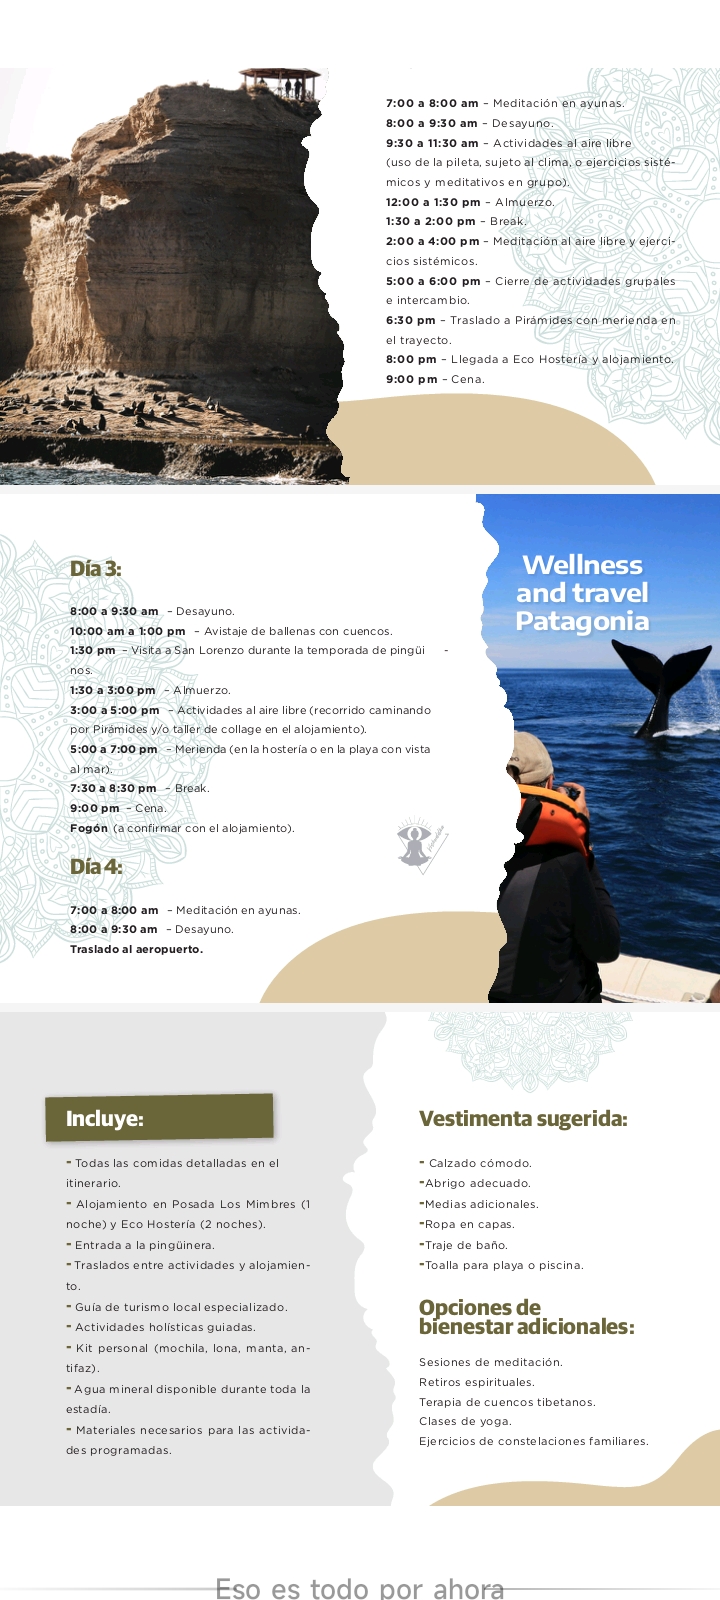 7:00 a 8:00 am – Meditación en ayunas.
8:00 a 9:30 am – Desayuno.
9:30 a 11:30 am – Actividades al aire libre
(uso de la pileta, sujeto al clima, o ejercicios sisté-
micos y meditativos en grupo).
12:00 a 1:30 pm – Almuerzo.
1:30 a 2:00 pm – Break.
2:00 a 4:00 pm – Meditación al aire libre y ejerci-
cios sistémicos.
5:00 a 6:00 pm – Cierre de actividades grupales
e intercambio.
6:30 pm – Traslado a Pirámides con merienda en
el trayecto.
8:00 pm – Llegada a Eco Hostería y alojamiento.
9:00 pm – Cena.
Día 3:
8:00 a 9:30 am – Desayuno.
10:00 am a 1:00 pm – Avistaje de ballenas con cuencos.
1:30 pm – Visita a San Lorenzo durante la temporada de pingüi -
nos.
1:30 a 3:00 pm – Almuerzo.
3:00 a 5:00 pm – Actividades al aire libre (recorrido caminando
por Pirámides y/o taller de collage en el alojamiento).
5:00 a 7:00 pm – Merienda (en la hostería o en la playa con vista
al mar).
7:30 a 8:30 pm – Break.
9:00 pm – Cena.
Fogón (a confirmar con el alojamiento).
Día 4:
7:00 a 8:00 am – Meditación en ayunas.
8:00 a 9:30 am – Desayuno.
Traslado al aeropuerto.
Wellness
and travel
Patagonia
Incluye:
- Todas las comidas detalladas en el
itinerario.
- Alojamiento en Posada Los Mimbres (1
noche) y Eco Hostería (2 noches).
- Entrada a la pingüinera.
- Traslados entre actividades y alojamien-
to.
- Guía de turismo local especializado.
- Actividades holísticas guiadas.
- Kit personal (mochila, lona, manta, an-
tifaz).
- Agua mineral disponible durante toda la
estadía.
- Materiales necesarios para las activida-
des programadas.
Vestimenta sugerida:
- Calzado cómodo.
-Abrigo adecuado.
-Medias adicionales.
-Ropa en capas.
-Traje de baño.
-Toalla para playa o piscina.
Opciones de
bienestar adicionales:
Sesiones de meditación.
Retiros espirituales.
Terapia de cuencos tibetanos.
Clases de yoga.
Ejercicios de constelaciones familiares.
Eso es todo por ahora